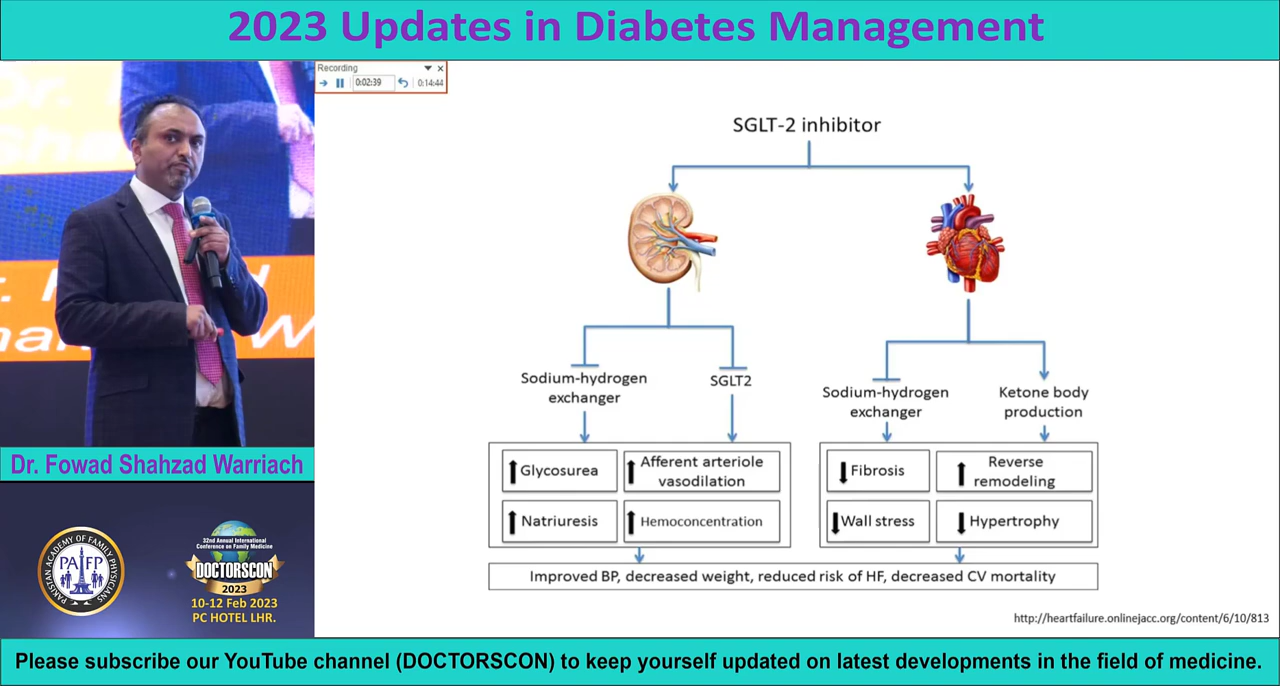 2023 Updates in Diabetes Management
Recording
0:02:39
0:14:44
SGLT-2 inhibitor
Sodium-hydrogen
exchanger
SGLT2
Sodium-hydrogen
exchanger
Ketone body
production
Glycosurea
Afferent arteriole
vasodilation
Natriuresis
Hemoconcentration
Fibrosis
Reverse
remodeling
Wall stress
Hypertrophy
Improved BP, decreased weight, reduced risk of HF, decreased CV mortality
http://heartfailure.onlinejacc.org/content/6/10/813
Dr. Fowad Shahzad Warriach
PAKISTAN ACADEMY OF FAMILY PHYSICIANS
PAFP
32nd Annual International
Conference on Family Medicine
DOCTORSCON
2023
10-12 Feb 2023
PC HOTEL LHR.
Please subscribe our YouTube channel (DOCTORSCON) to keep yourself updated on latest developments in the field of medicine.